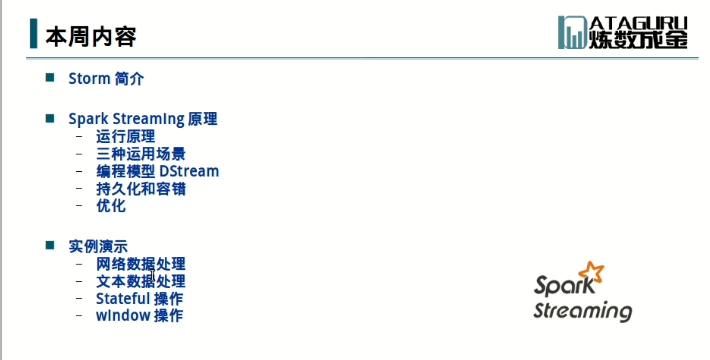 本周内容
DATAGURU
炼数成金
Storm 简介
Spark Streaming 原理
– 运行原理
– 三种运用场景
– 编程模型 DStream
– 持久化和容错
– 优化
实例演示
– 网络数据处理
– 文本数据处理
– Stateful 操作
– window 操作
Spark
Streaming